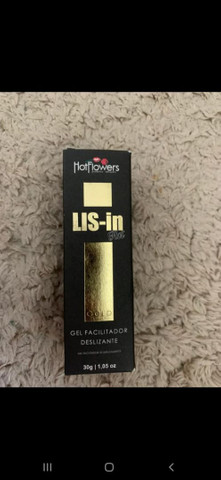 HotFlowers
LIS-in
GOLD
GEL FACILITADOR
DESLIZANTE
30g | 1,05 oz